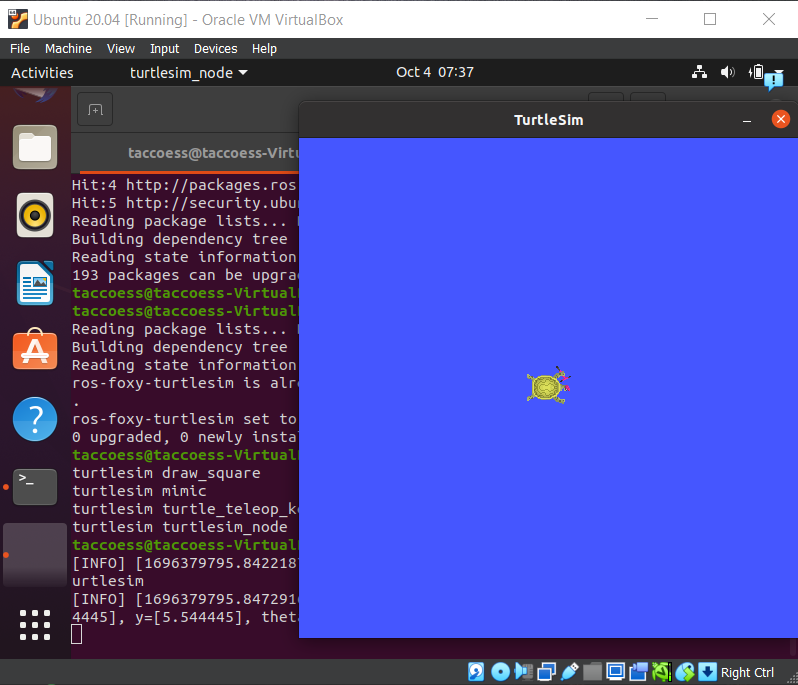 Ubuntu 20.04 [Running] - Oracle VM VirtualBox
File Machine View Input Devices Help
Activities turtlesim_node Oct 4 07:37
TurtleSim
taccoess@taccoess-Virtu
Hit:4 http://packages.ros
Hit:5 http://security.ubu
Reading package lists...
Building dependency tree
Reading state information
193 packages can be upgra
taccoess@taccoess-Virtual
taccoess@taccoess-Virtual
Reading package lists...
Building dependency tree
Reading state information
ros-foxy-turtlesim is alre
.
ros-foxy-turtlesim set to
0 upgraded, 0 newly instal
taccoess@taccoess-Virtual
turtlesim draw_square
turtlesim mimic
turtlesim turtle_teleop_ke
turtlesim turtlesim_node
taccoess@taccoess-Virtual
[INFO] [1696379795.842218
urtlesim
[INFO] [1696379795.847291
4445], y=[5.544445], theta
Right Ctrl